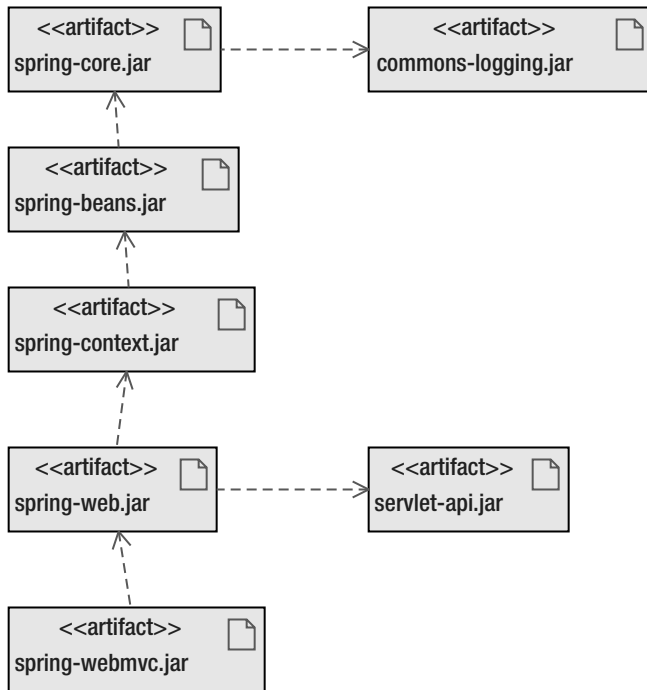 <<artifact>>
spring-core.jar
<<artifact>>
commons-logging.jar
<<artifact>>
spring-beans.jar
<<artifact>>
spring-context.jar
<<artifact>>
spring-web.jar
<<artifact>>
servlet-api.jar
<<artifact>>
spring-webmvc.jar